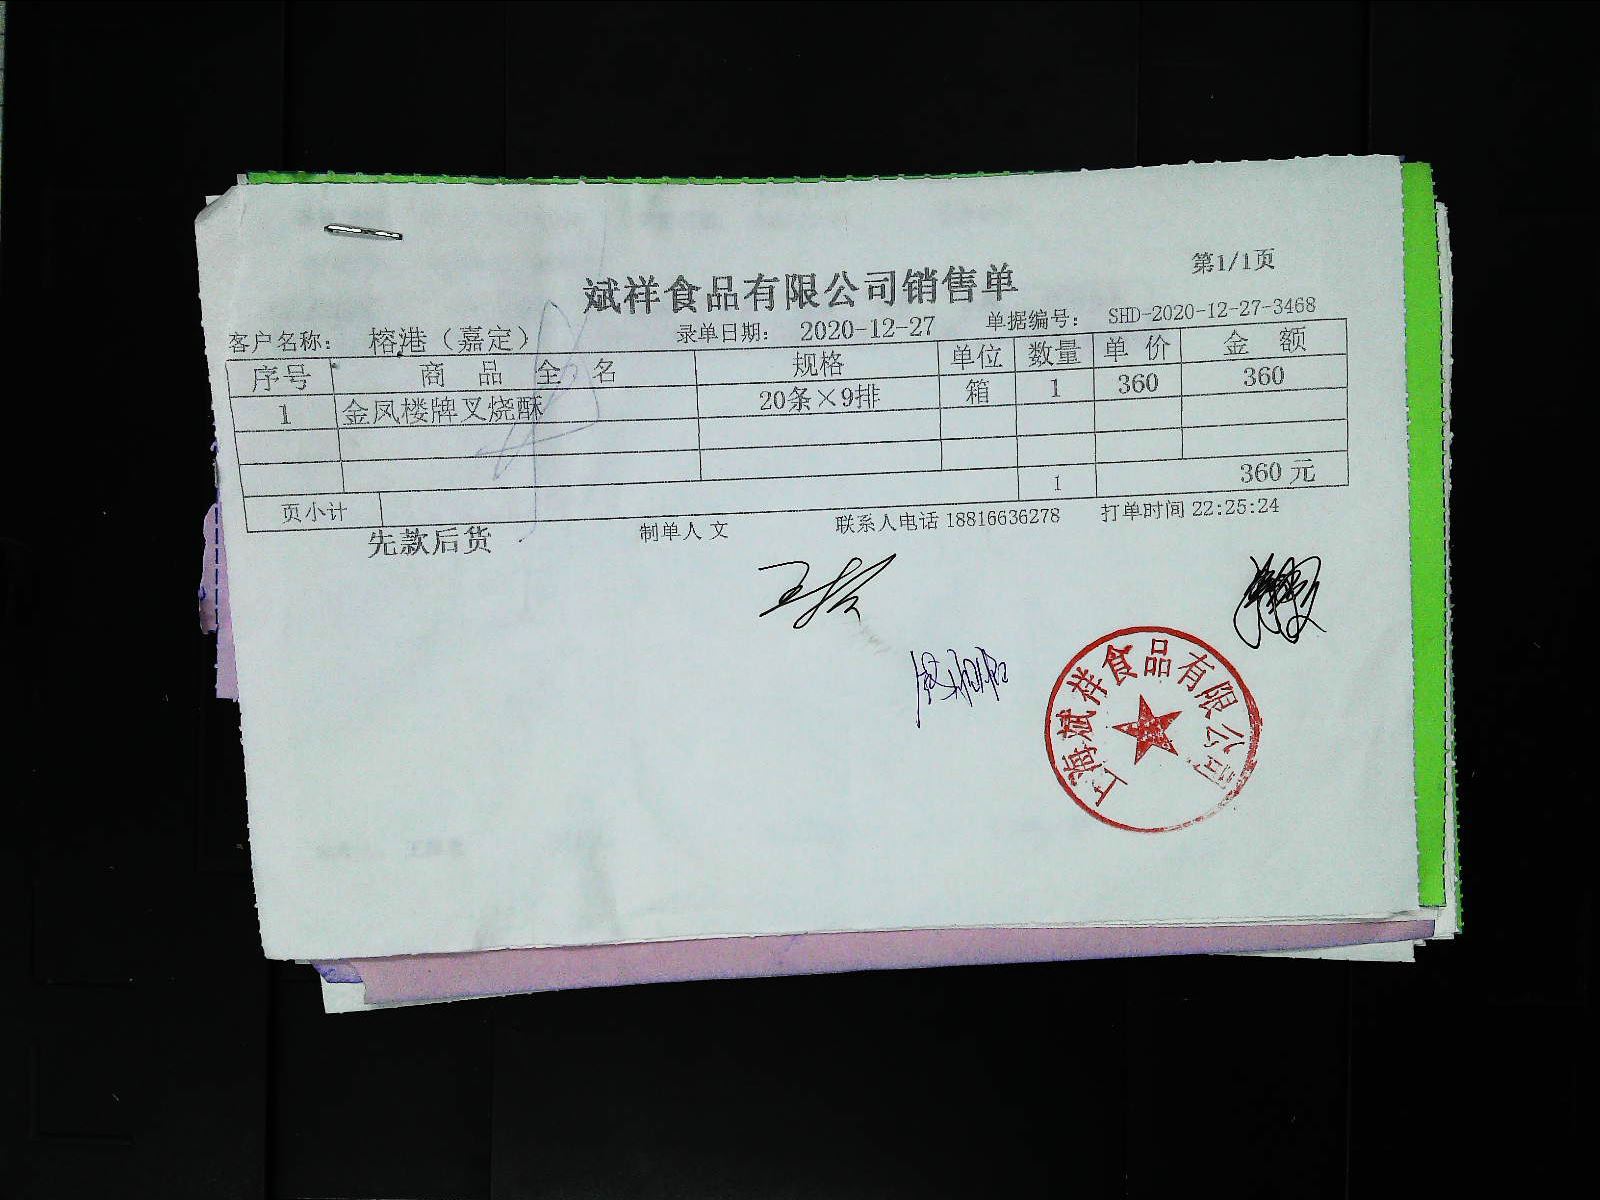 第1/1页
斌祥食品有限公司销售单
客户名称： 榕港（嘉定） 录单日期： 2020-12-27 单据编号： SHD-2020-12-27-3468
序号 商品全名 规格 单位 数量 单价 金额
1 金凤楼牌叉烧酥 20条×9排 箱 1 360 360
页小计 1 360元
先款后货 制单人 文 联系人电话 18816636278 打单时间 22:25:24
上海斌祥食品有限公司